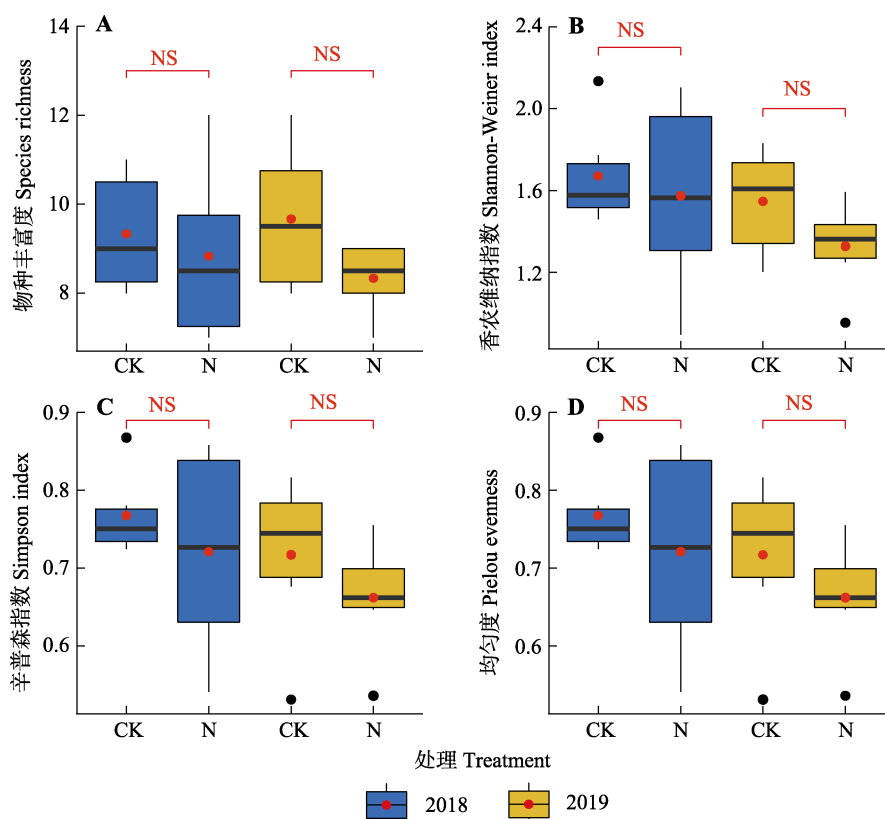 A
NS
NS
14
12
10
8
物种丰富度 Species richness
CK
N
CK
N
B
NS
NS
2.4
2.0
1.6
1.2
香农维纳指数 Shannon-Weiner index
CK
N
CK
N
C
NS
NS
0.9
0.8
0.7
0.6
辛普森指数 Simpson index
CK
N
CK
N
D
NS
NS
0.9
0.8
0.7
0.6
均匀度 Pielou evenness
CK
N
CK
N
处理 Treatment
2018
2019